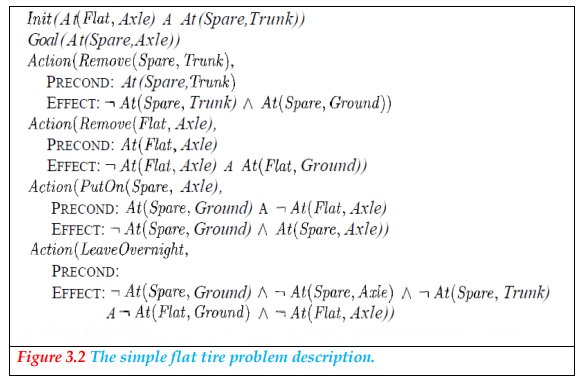 Init(At(Flat, Axle) A At(Spare,Trunk))
Goal(At(Spare,Axle))
Action(Remove(Spare, Trunk),
PRECOND: At(Spare,Trunk)
EFFECT: ¬ At(Spare, Trunk) ∧ At(Spare, Ground))
Action(Remove(Flat, Axle),
PRECOND: At(Flat, Axle)
EFFECT: ¬ At(Flat, Axle) A At(Flat, Ground))
Action(PutOn(Spare, Axle),
PRECOND: At(Spare, Ground) A ¬ At(Flat, Axle)
EFFECT: ¬ At(Spare, Ground) ∧ At(Spare, Axle))
Action(LeaveOvernight,
PRECOND:
EFFECT: ¬ At(Spare, Ground) ∧ ¬ At(Spare, Axle) ∧ ¬ At(Spare, Trunk)
A ¬ At(Flat, Ground) ∧ ¬ At(Flat, Axle))
Figure 3.2 The simple flat tire problem description.